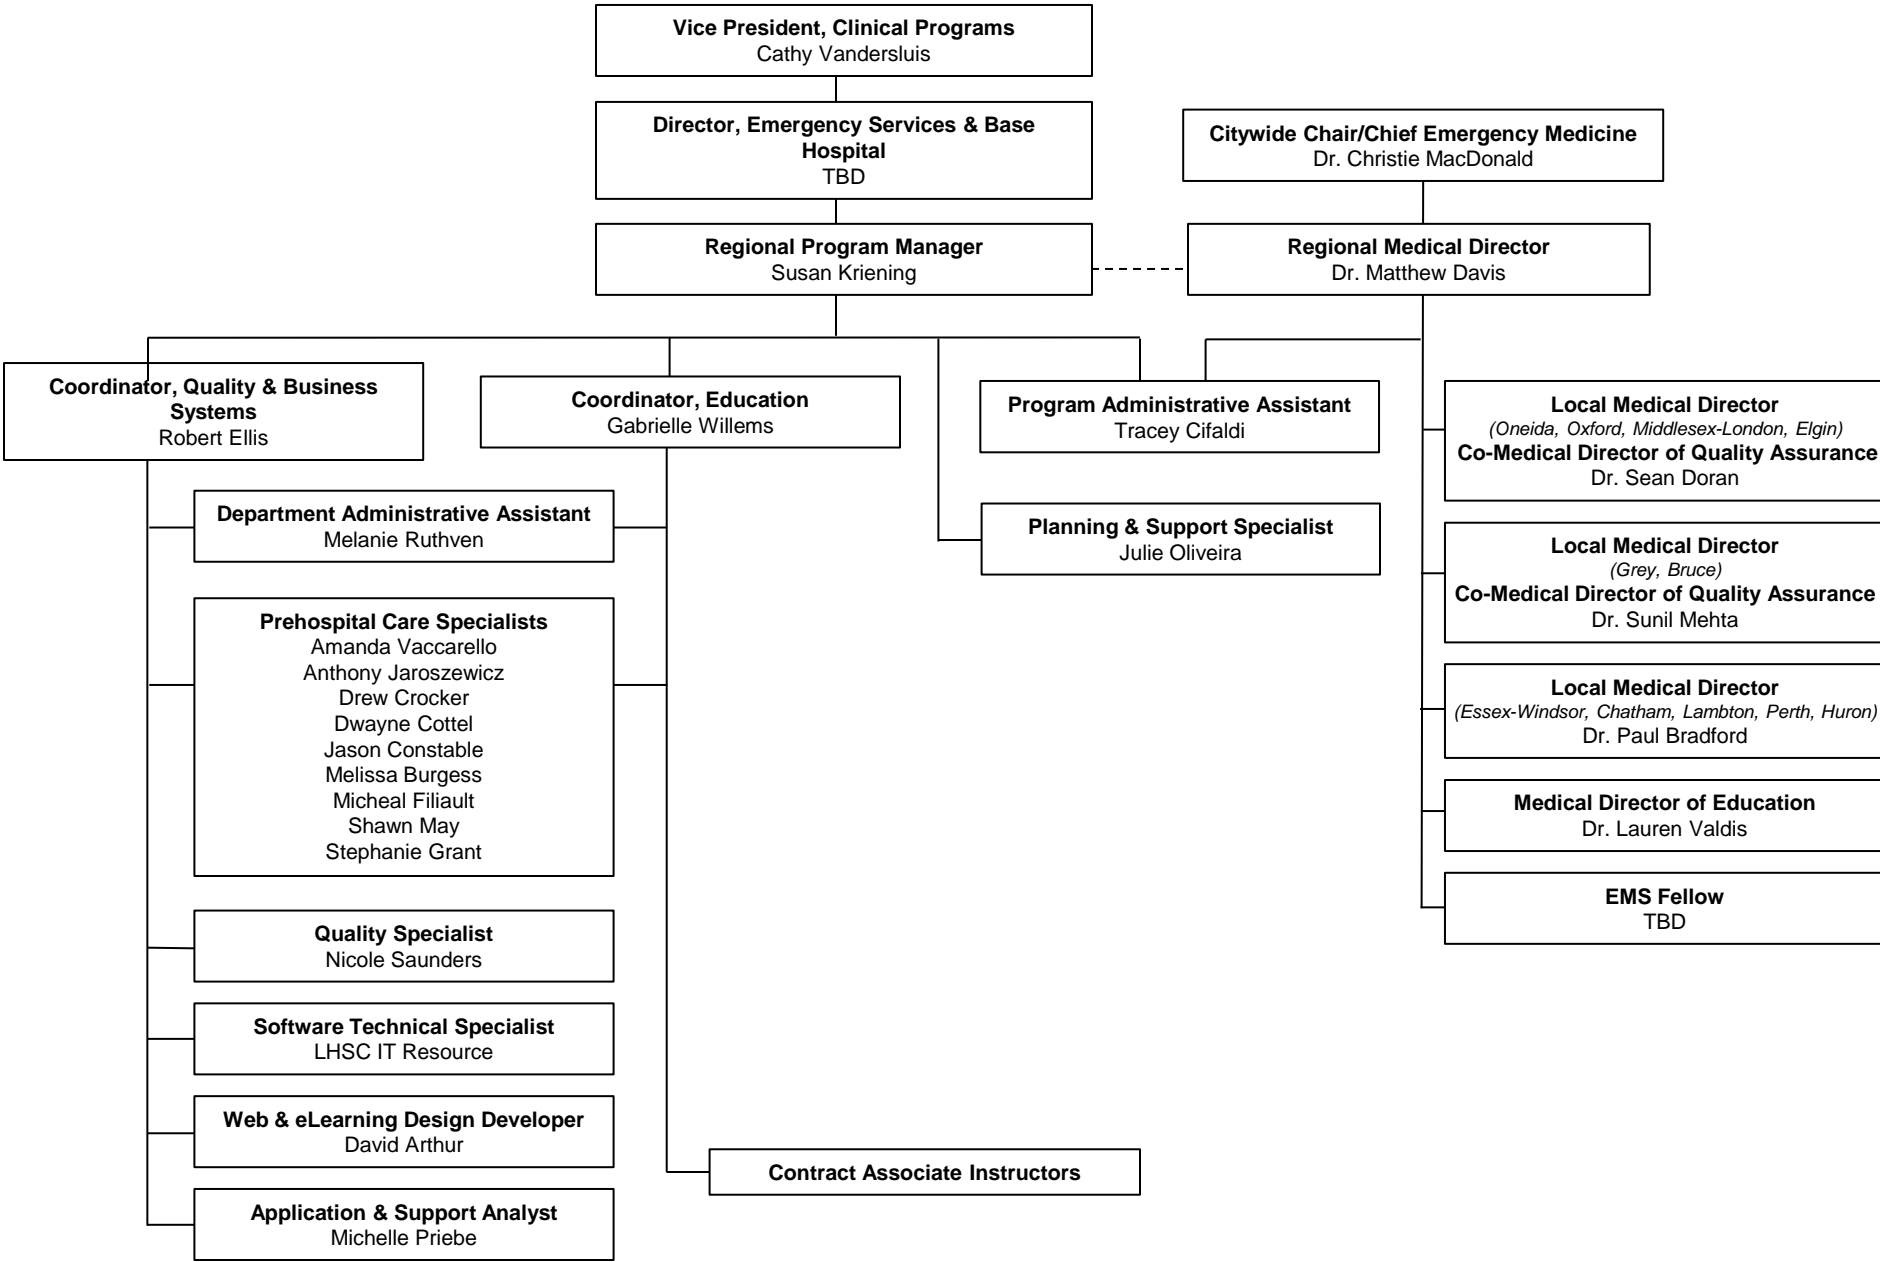 Vice President, Clinical Programs
Cathy Vandersluis
Director, Emergency Services & Base
Hospital
TBD
Citywide Chair/Chief Emergency Medicine
Dr. Christie MacDonald
Regional Program Manager
Susan Kriening
Regional Medical Director
Dr. Matthew Davis
Coordinator, Quality & Business
Systems
Robert Ellis
Coordinator, Education
Gabrielle Willems
Program Administrative Assistant
Tracey Cifaldi
Planning & Support Specialist
Julie Oliveira
Department Administrative Assistant
Melanie Ruthven
Prehospital Care Specialists
Amanda Vaccarello
Anthony Jaroszewicz
Drew Crocker
Dwayne Cottel
Jason Constable
Melissa Burgess
Micheal Filiault
Shawn May
Stephanie Grant
Quality Specialist
Nicole Saunders
Software Technical Specialist
LHSC IT Resource
Web & eLearning Design Developer
David Arthur
Application & Support Analyst
Michelle Priebe
Contract Associate Instructors
Local Medical Director
(Oneida, Oxford, Middlesex-London, Elgin)
Co-Medical Director of Quality Assurance
Dr. Sean Doran
Local Medical Director
(Grey, Bruce)
Co-Medical Director of Quality Assurance
Dr. Sunil Mehta
Local Medical Director
(Essex-Windsor, Chatham, Lambton, Perth, Huron)
Dr. Paul Bradford
Medical Director of Education
Dr. Lauren Valdis
EMS Fellow
TBD